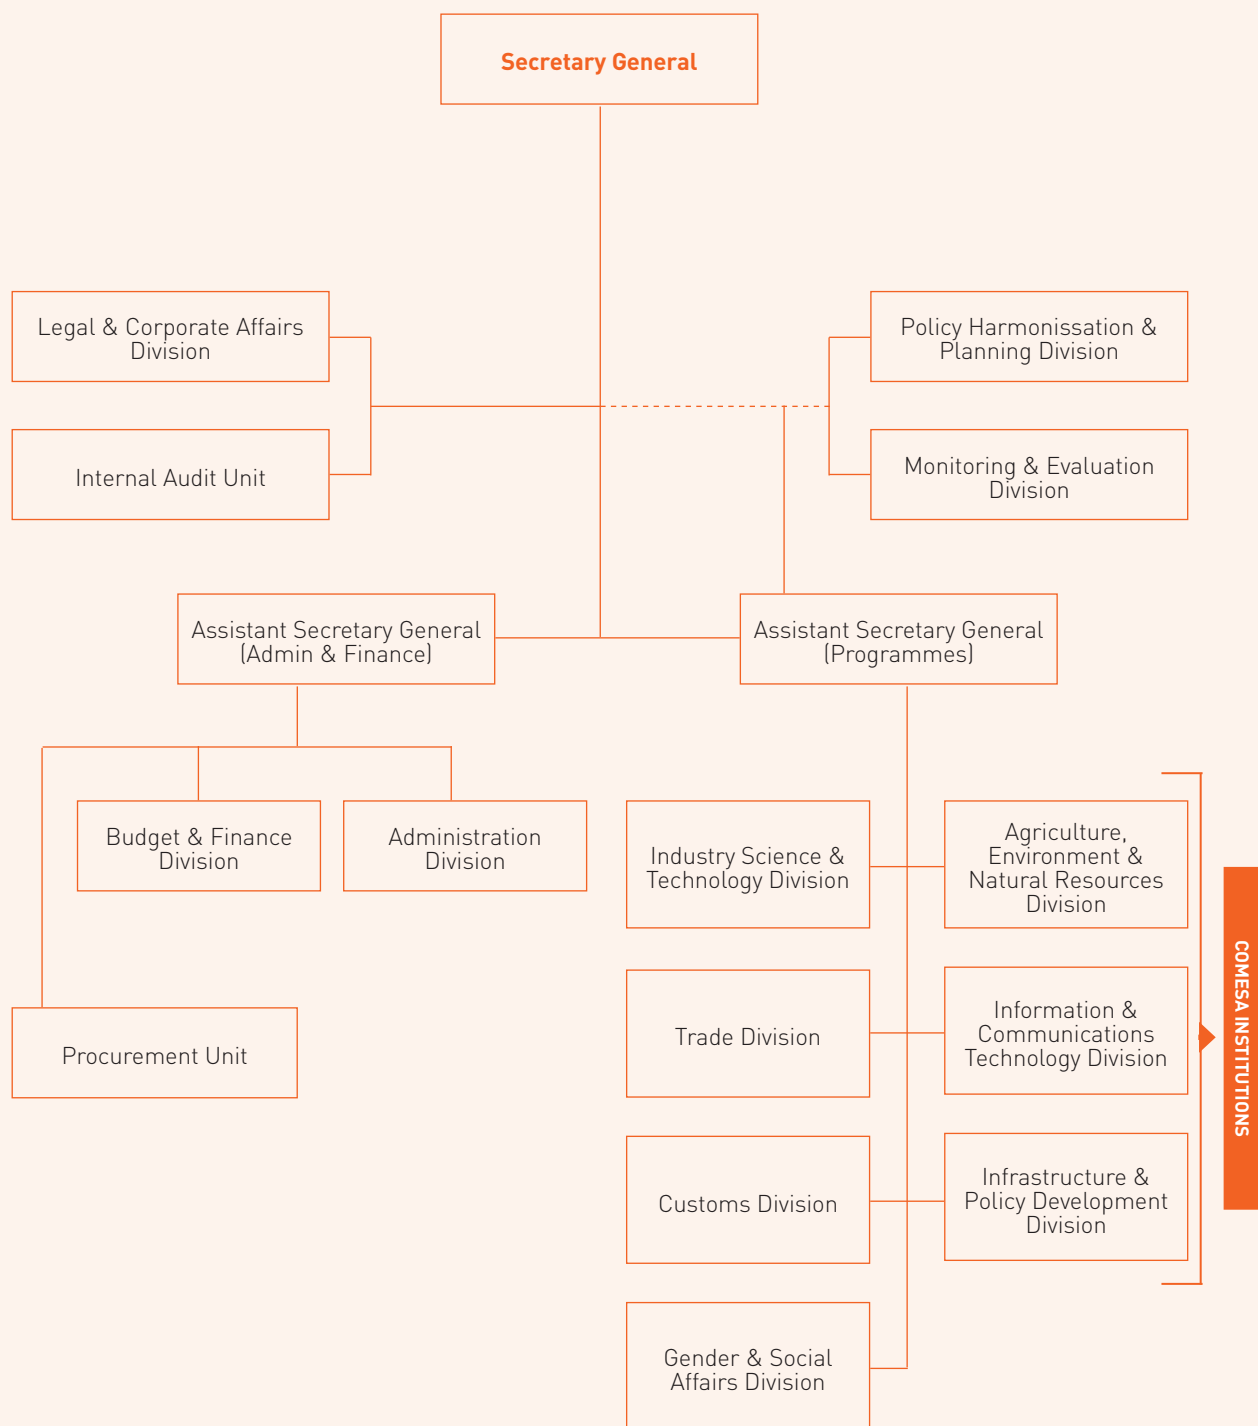 Secretary General
Legal & Corporate Affairs
Division
Policy Harmonissation &
Planning Division
Internal Audit Unit
Monitoring & Evaluation
Division
Assistant Secretary General
(Admin & Finance)
Assistant Secretary General
(Programmes)
Budget & Finance
Division
Administration
Division
Industry Science &
Technology Division
Agriculture,
Environment &
Natural Resources
Division
Procurement Unit
Trade Division
Information &
Communications
Technology Division
Customs Division
Infrastructure &
Policy Development
Division
Gender & Social
Affairs Division
COMESA INSTITUTIONS